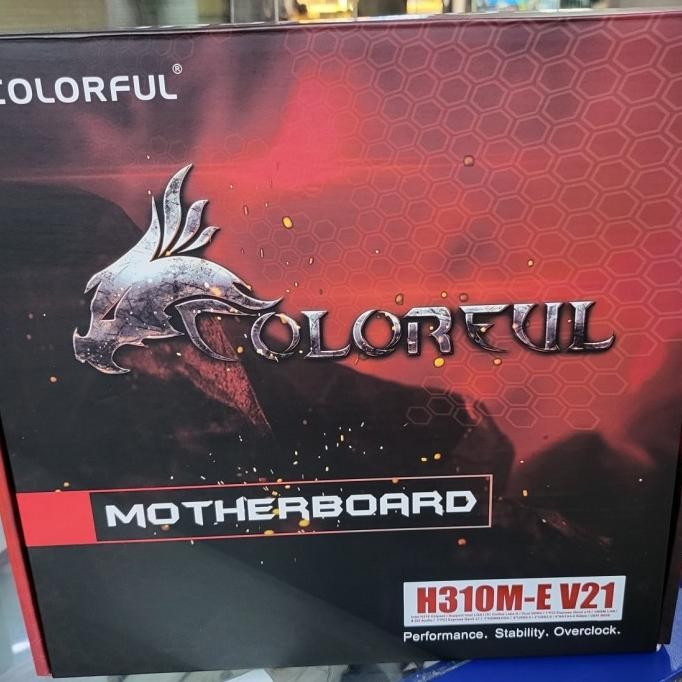 COLORFUL®
COLORFUL
MOTHERBOARD
H310M-E V21
Performance. Stability. Overclock.